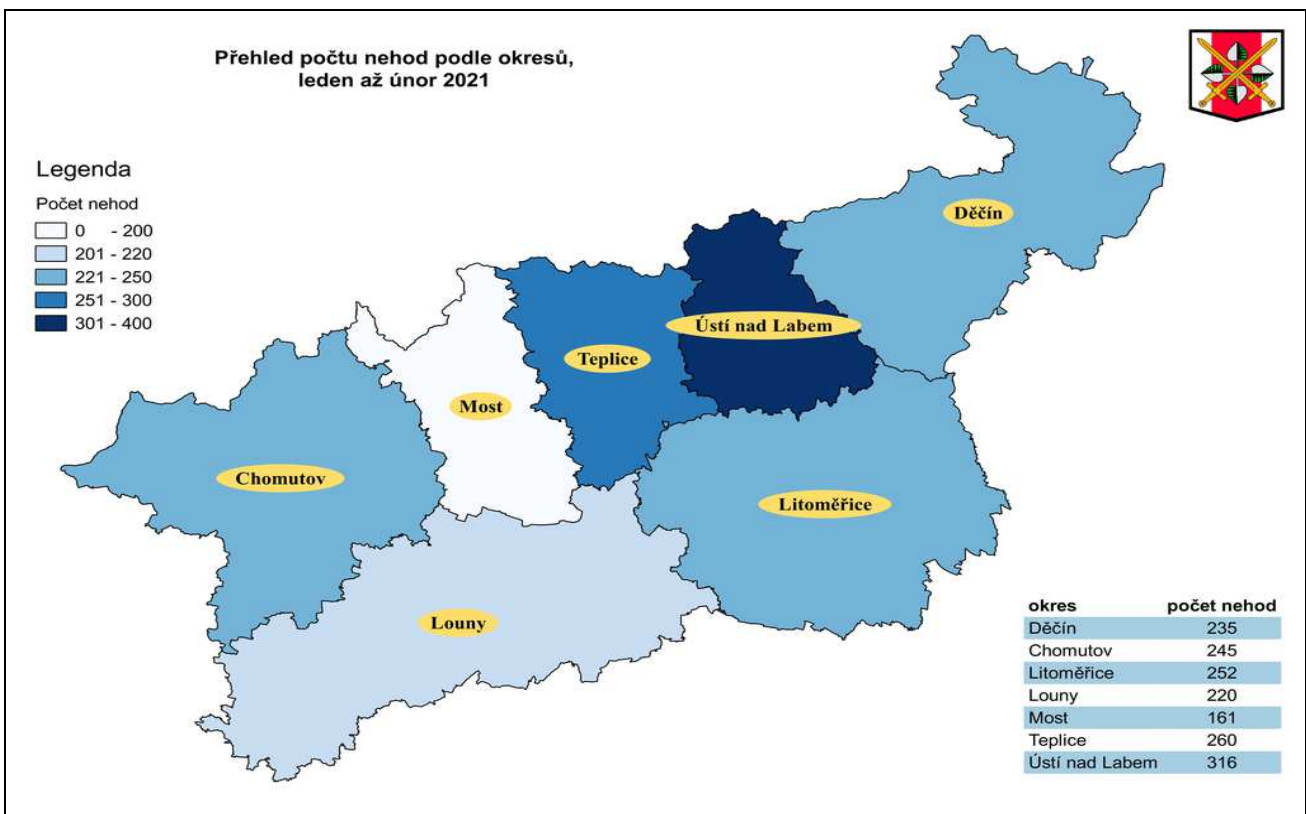 Přehled počtu nehod podle okresů,
leden až únor 2021
Legenda
Počet nehod
0 - 200
201 - 220
221 - 250
251 - 300
301 - 400
Děčín
Ústí nad Labem
Teplice
Most
Chomutov
Litoměřice
Louny
okres počet nehod
Děčín 235
Chomutov 245
Litoměřice 252
Louny 220
Most 161
Teplice 260
Ústí nad Labem 316